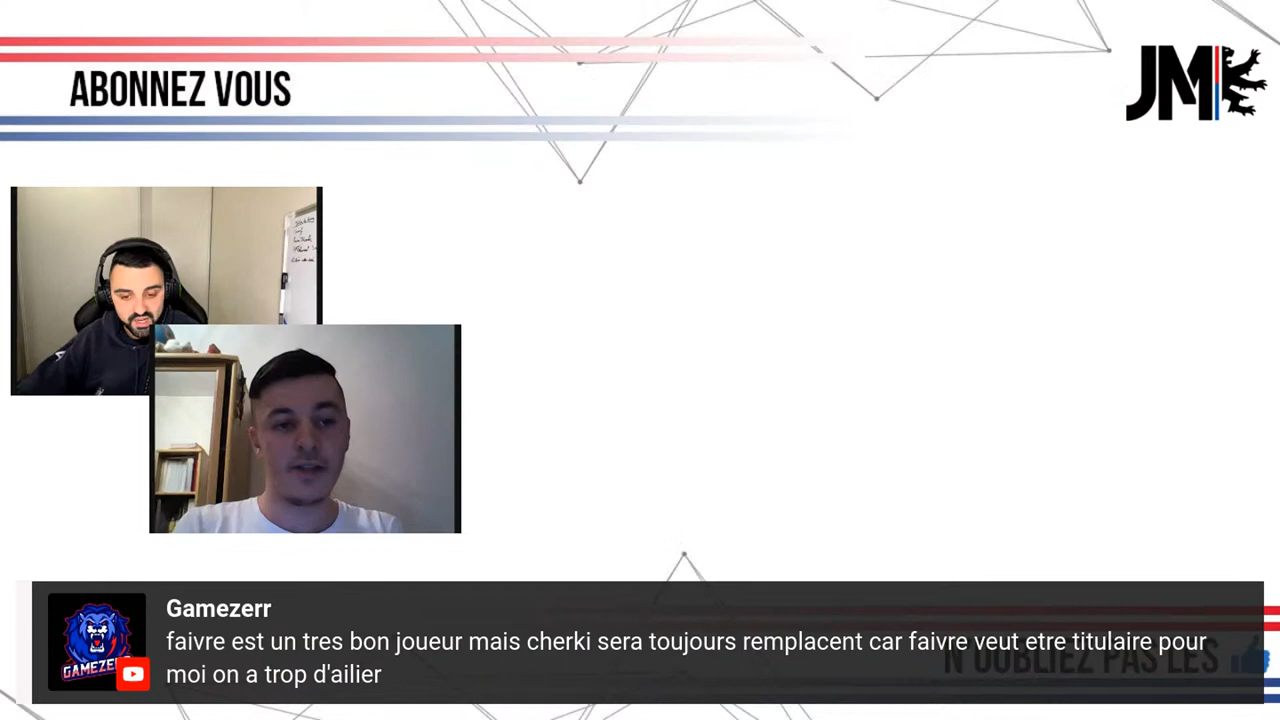 ABONNEZ VOUS
JM
Gamezerr
faivre est un tres bon joueur mais cherki sera toujours remplacent car faivre veut etre titulaire pour
moi on a trop d'ailier
N'OUBLIEZ PAS LES